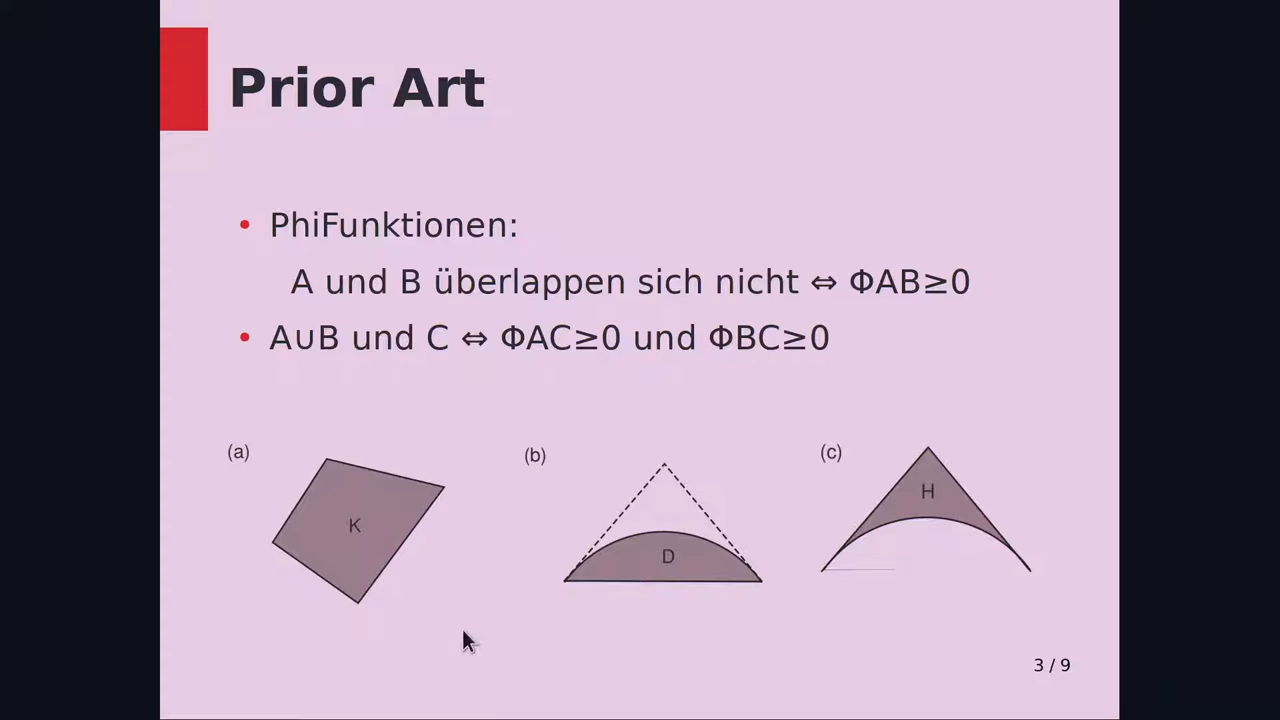 Prior Art
• PhiFunktionen:
A und B überlappen sich nicht ⇔ ΦAB≥0
• A∪B und C ⇔ ΦAC≥0 und ΦBC≥0
(a)
K
(b)
D
(c)
H
3 / 9